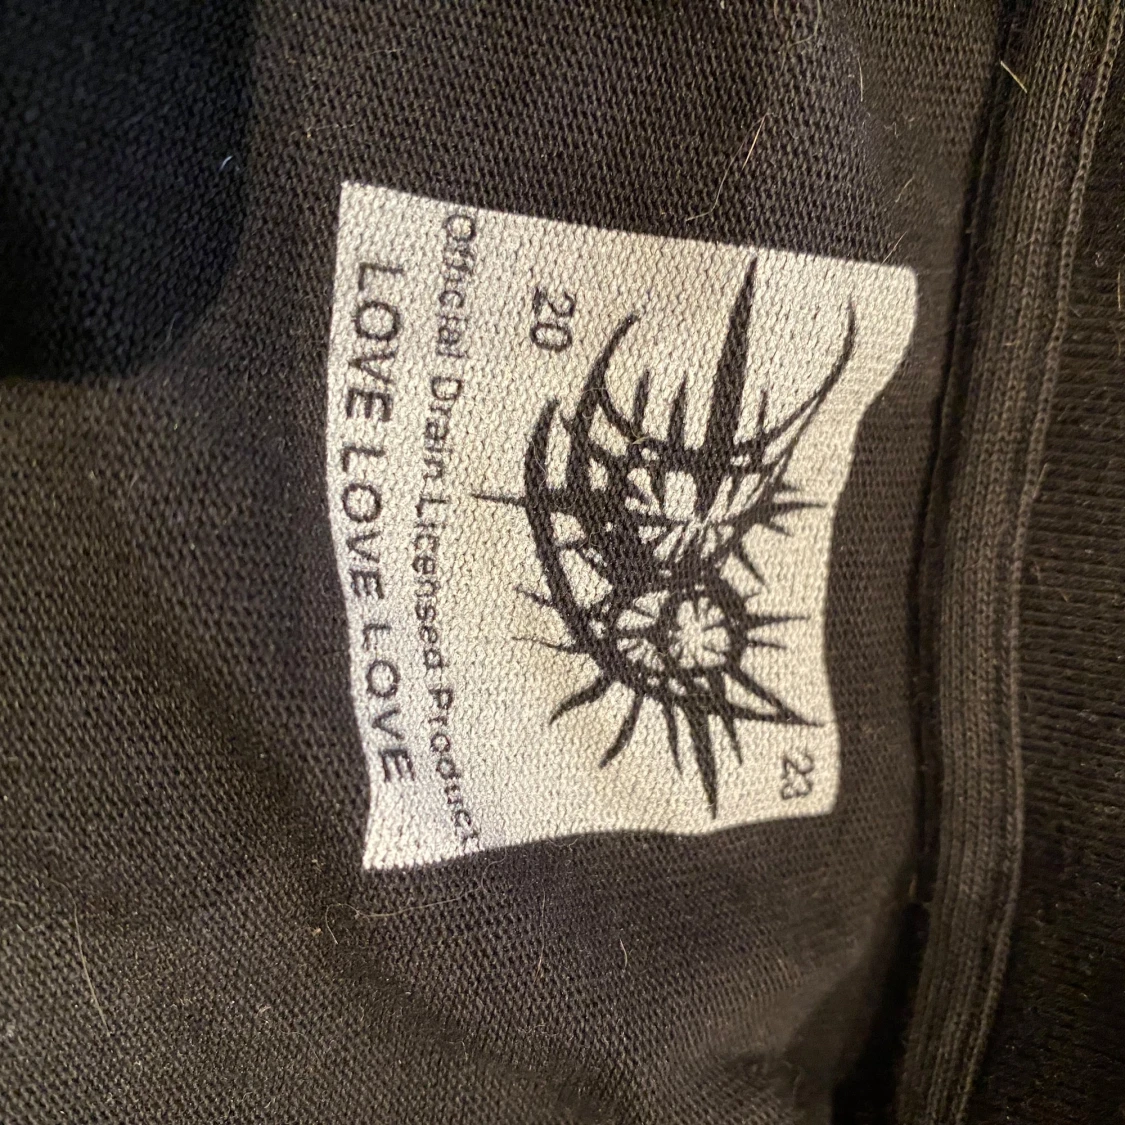 20
23
Official Drain Licensed Product
LOVE LOVE LOVE